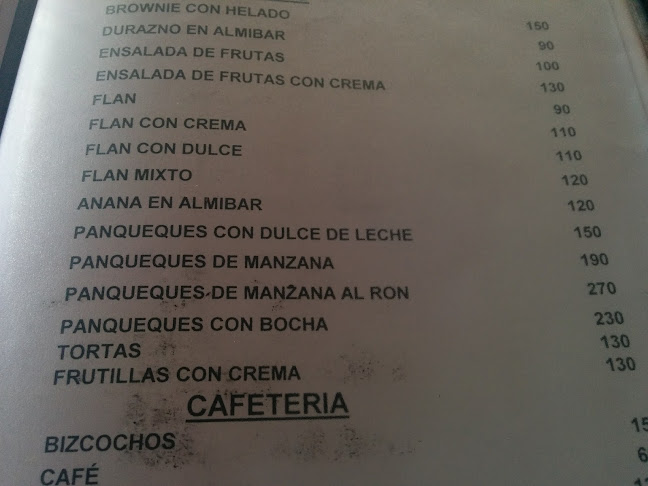 BROWNIE CON HELADO 150
DURAZNO EN ALMIBAR 90
ENSALADA DE FRUTAS 100
ENSALADA DE FRUTAS CON CREMA 130
FLAN 90
FLAN CON CREMA 110
FLAN CON DULCE 110
FLAN MIXTO 120
ANANA EN ALMIBAR 120
PANQUEQUES CON DULCE DE LECHE 150
PANQUEQUES DE MANZANA 190
PANQUEQUES DE MANZANA AL RON 270
PANQUEQUES CON BOCHA 230
TORTAS 130
FRUTILLAS CON CREMA 130
CAFETERIA
BIZCOCHOS
CAFÉ